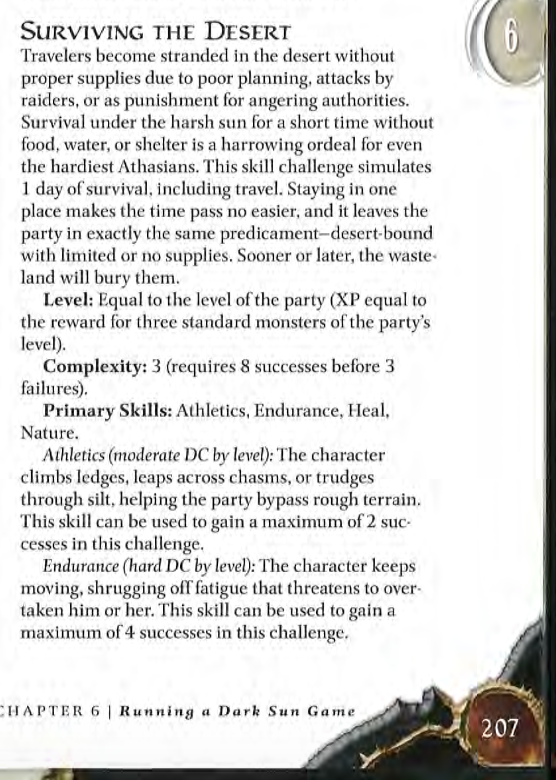 SURVIVING THE DESERT
6
Travelers become stranded in the desert without
proper supplies due to poor planning, attacks by
raiders, or as punishment for angering authorities.
Survival under the harsh sun for a short time without
food, water, or shelter is a harrowing ordeal for even
the hardiest Athasians. This skill challenge simulates
1 day of survival, including travel. Staying in one
place makes the time pass no easier, and it leaves the
party in exactly the same predicament—desert-bound
with limited or no supplies. Sooner or later, the waste-
land will bury them.
Level: Equal to the level of the party (XP equal to
the reward for three standard monsters of the party's
level).
Complexity: 3 (requires 8 successes before 3
failures).
Primary Skills: Athletics, Endurance, Heal,
Nature.
Athletics (moderate DC by level): The character
climbs ledges, leaps across chasms, or trudges
through silt, helping the party bypass rough terrain.
This skill can be used to gain a maximum of 2 suc-
cesses in this challenge.
Endurance (hard DC by level): The character keeps
moving, shrugging off fatigue that threatens to over-
taken him or her. This skill can be used to gain a
maximum of 4 successes in this challenge.
CHAPTER 6 | Running a Dark Sun Game
207